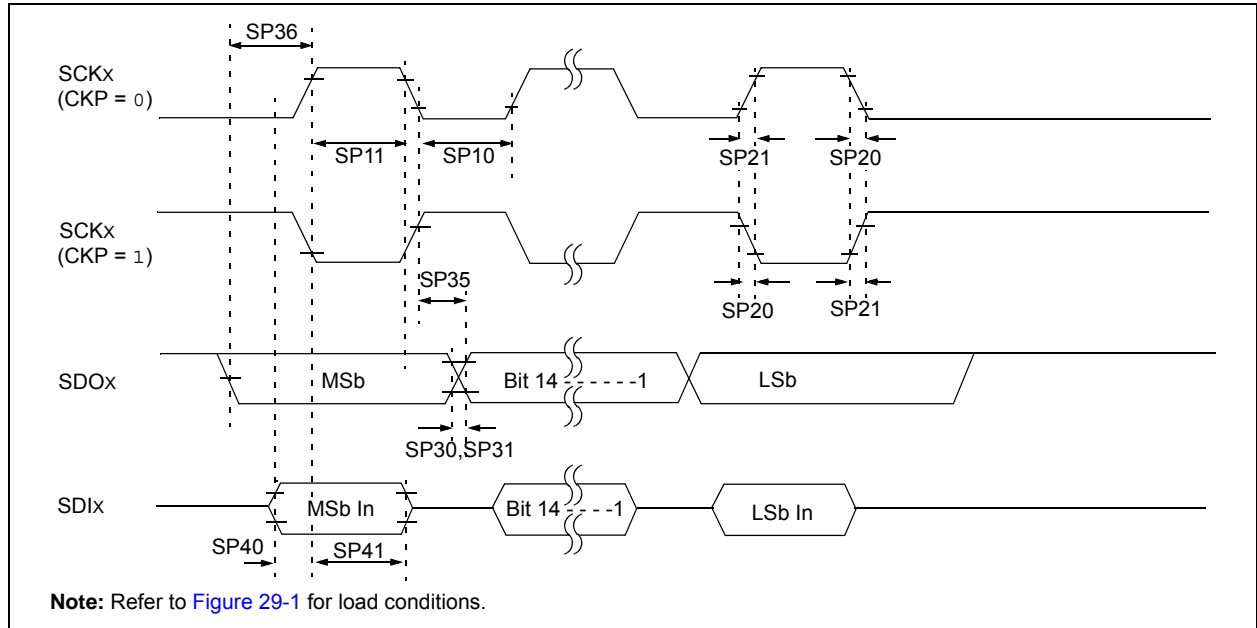 SP36
SCKx
(CKP = 0)
SP11
SP10
SP21
SP20
SCKx
(CKP = 1)
SP35
SP20
SP21
SDOx
MSb
Bit 14 - - - - - -1
LSb
SP30,SP31
SDIx
MSb In
Bit 14 - - - -1
LSb In
SP40
SP41
Note: Refer to Figure 29-1 for load conditions.